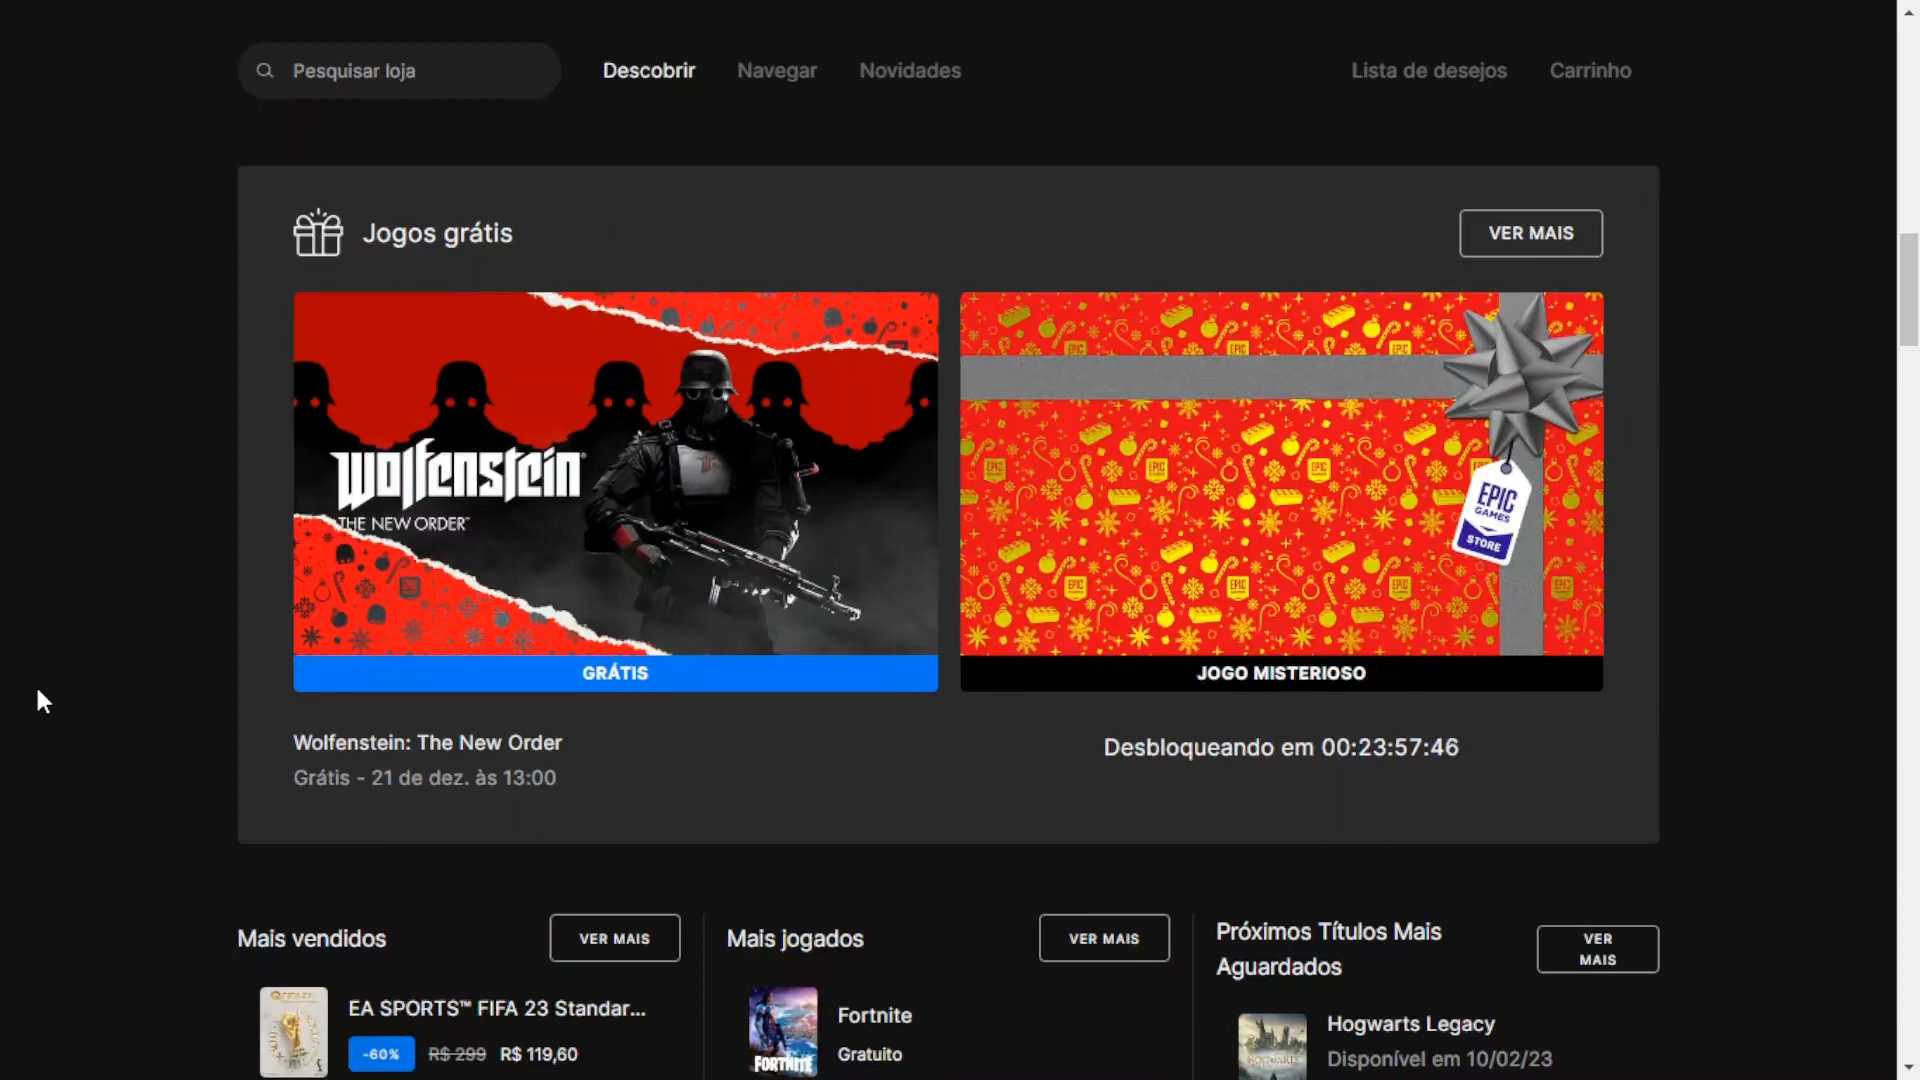 Pesquisar loja
Descobrir
Navegar
Novidades
Lista de desejos
Carrinho
Jogos grátis
VER MAIS
Wolfenstein
THE NEW ORDER™
EPIC
GAMES
STORE
GRÁTIS
JOGO MISTERIOSO
Wolfenstein: The New Order
Grátis - 21 de dez. às 13:00
Desbloqueando em 00:23:57:46
Mais vendidos
VER MAIS
EA SPORTS™ FIFA 23 Standar...
-60%
R$ 299
R$ 119,60
Mais jogados
VER MAIS
FORTNITE
Fortnite
Gratuito
Próximos Títulos Mais
Aguardados
VER
MAIS
Hogwarts Legacy
Disponível em 10/02/23